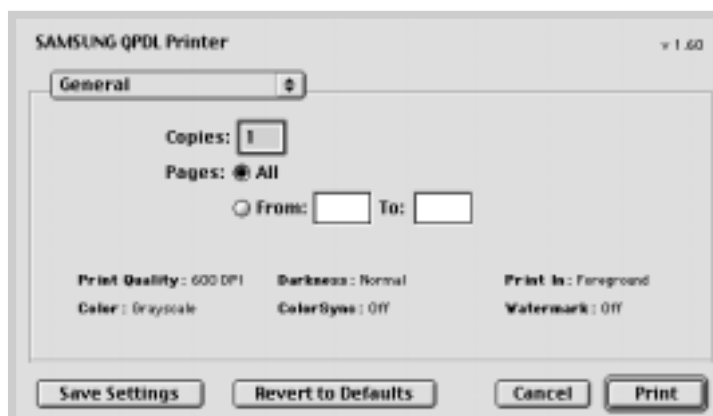 SAMSUNG QPDL Printer v 1.60
General
Copies: 1
Pages: All
From: To:
Print Quality : 600 DPI Darkness : Normal Print In : Foreground
Color : Grayscale ColorSync : Off Watermark : Off
Save Settings Revert to Defaults Cancel Print